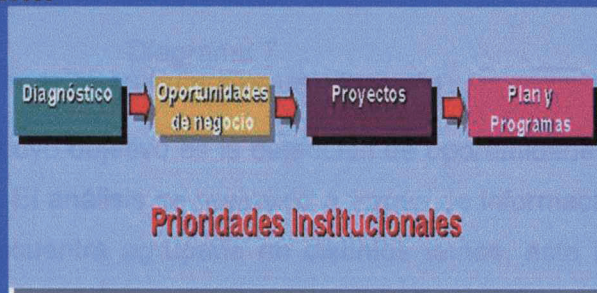 Diagnóstico
Oportunidades
de negocio
Proyectos
Plan y
Programas
Prioridades Institucionales